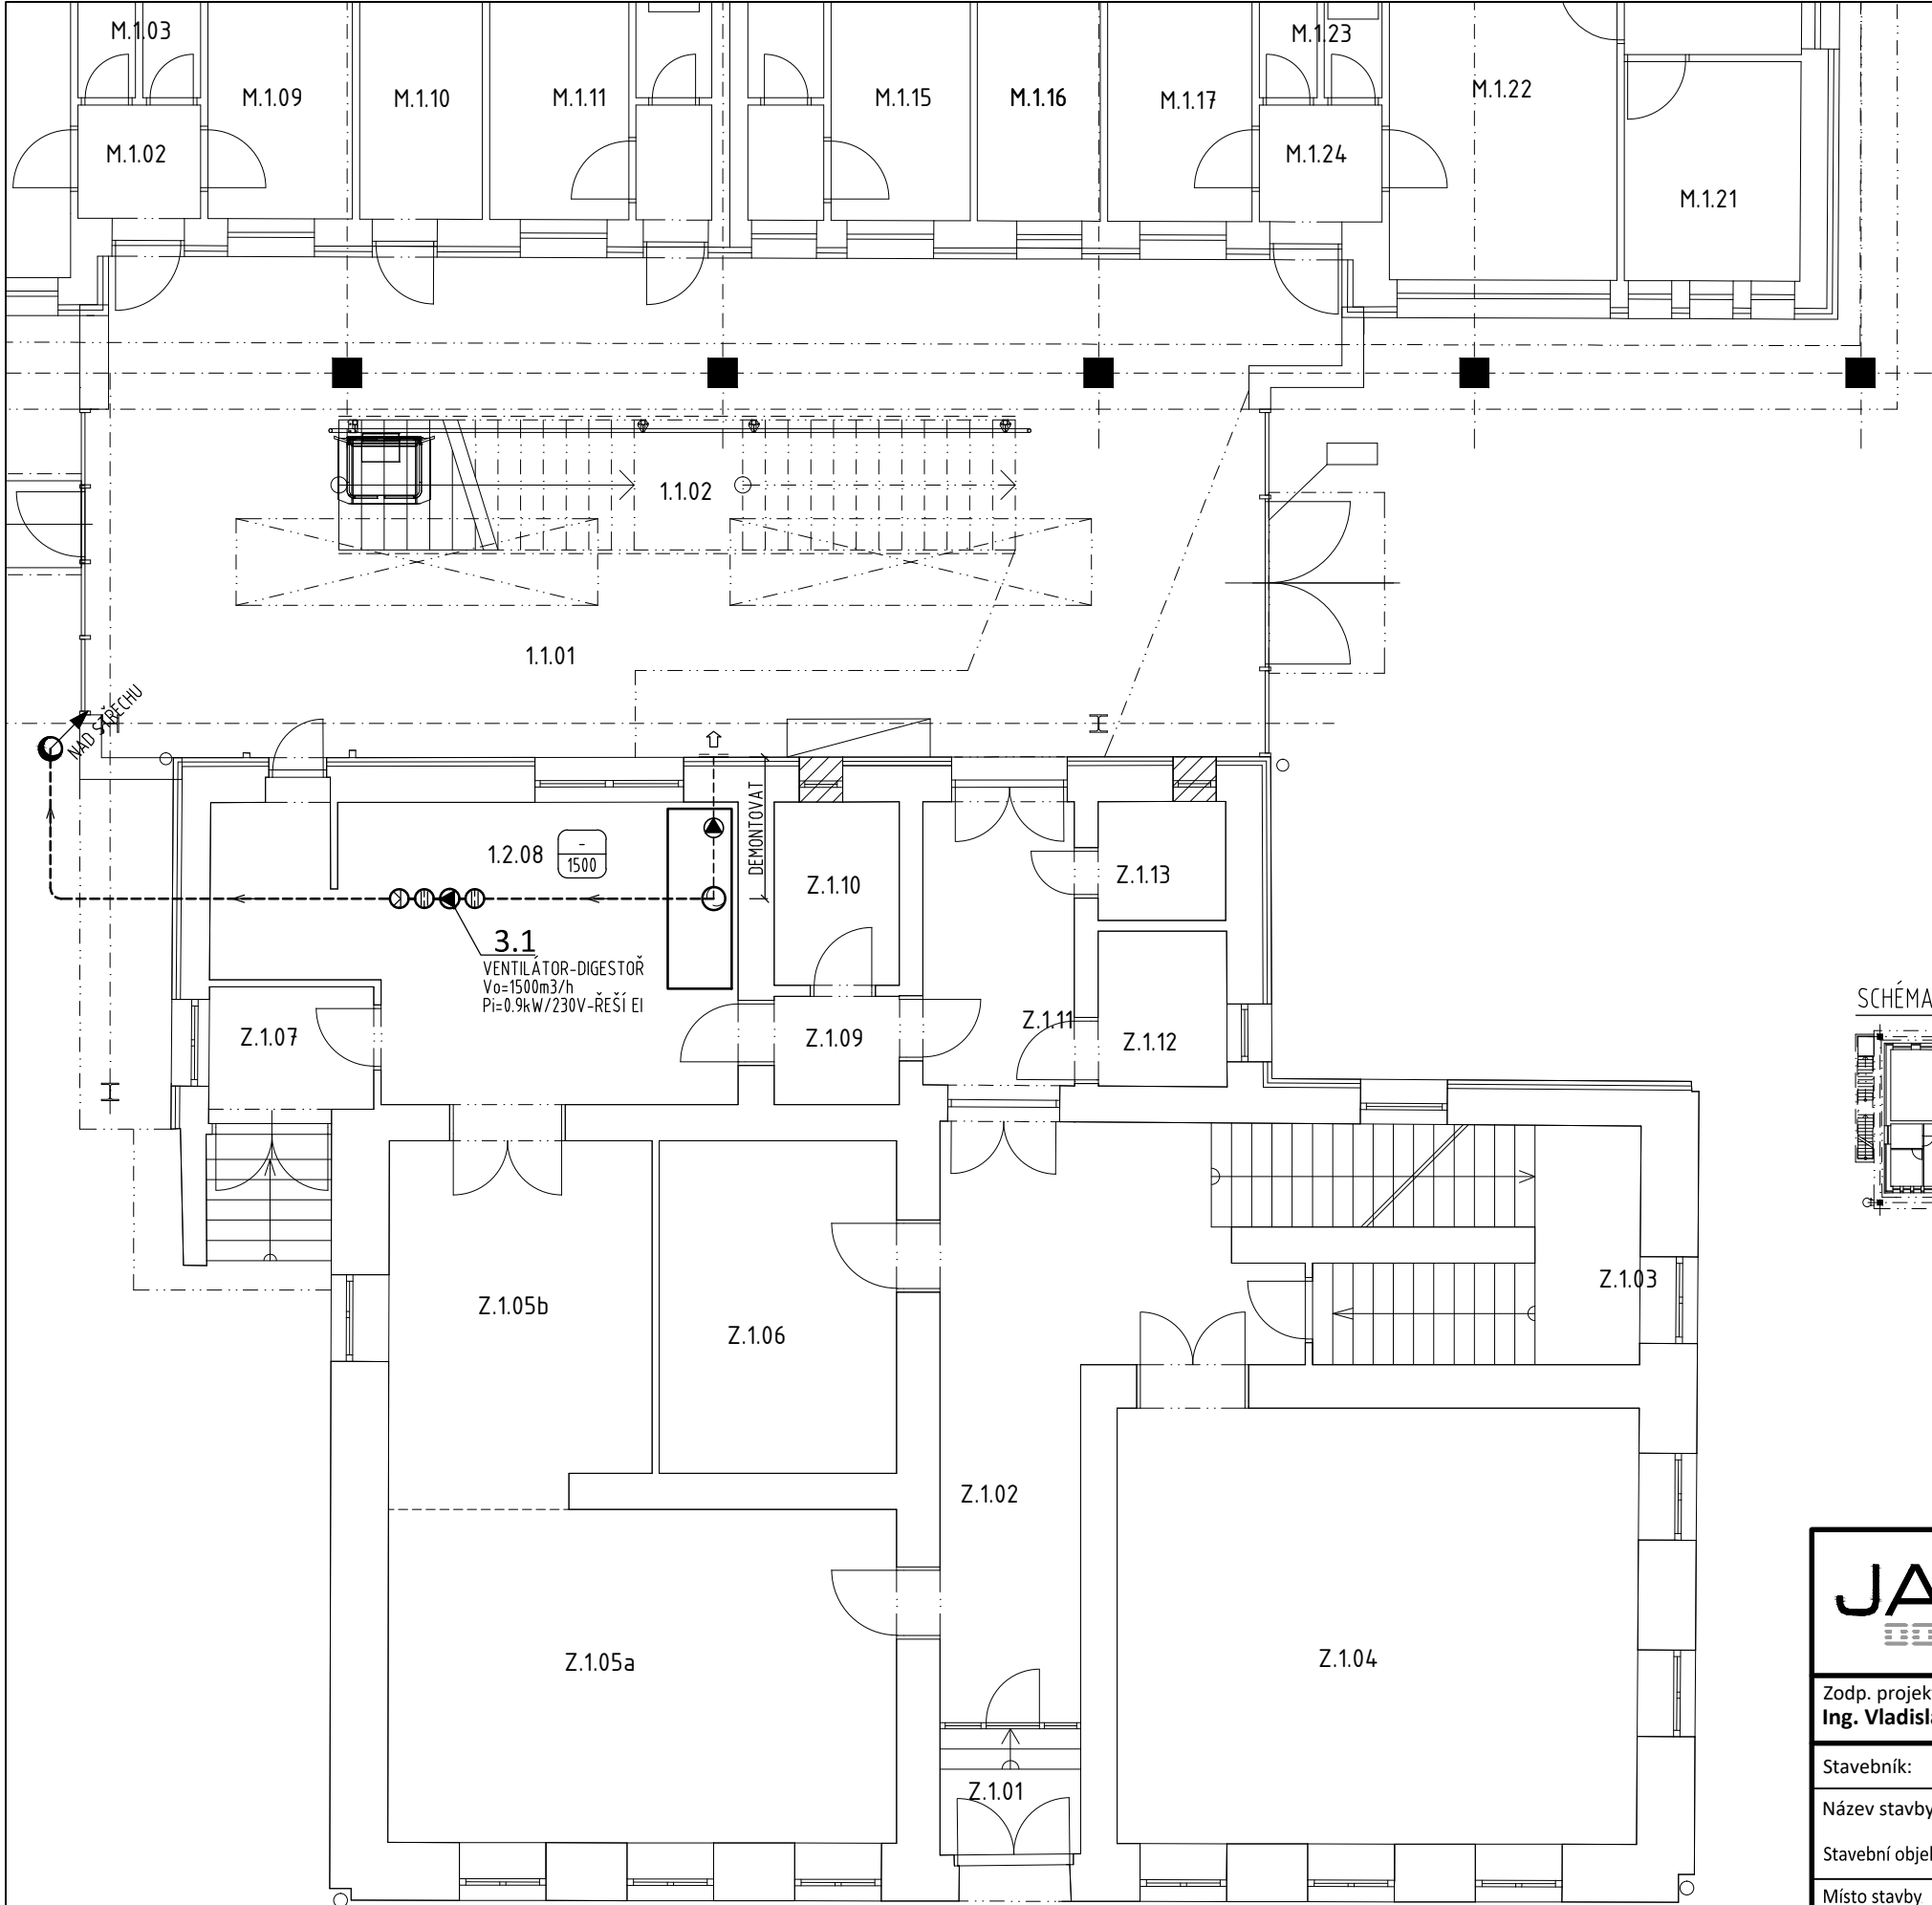 M.1.03
M.1.23
M.1.09
M.1.10
M.1.11
M.1.15
M.1.16
M.1.17
M.1.22
M.1.02
M.1.24
M.1.21
1.1.02
1.1.01
NAD STŘECHU
DEMONTOVAT
1.2.08
-
1500
Z.1.10
Z.1.13
3.1
VENTILÁTOR-DIGESTOŘ
Vo=1500m3/h
Pi=0.9kW/230V-ŘEŠÍ El
SCHÉMA
Z.1.07
Z.1.09
Z.1.11
Z.1.12
Z.1.05b
Z.1.06
Z.1.03
Z.1.02
Z.1.05a
Z.1.04
Z.1.01
JA
Zodp. projek
Ing. Vladisl
Stavebník:
Název stavby
Stavební obje
Místo stavby